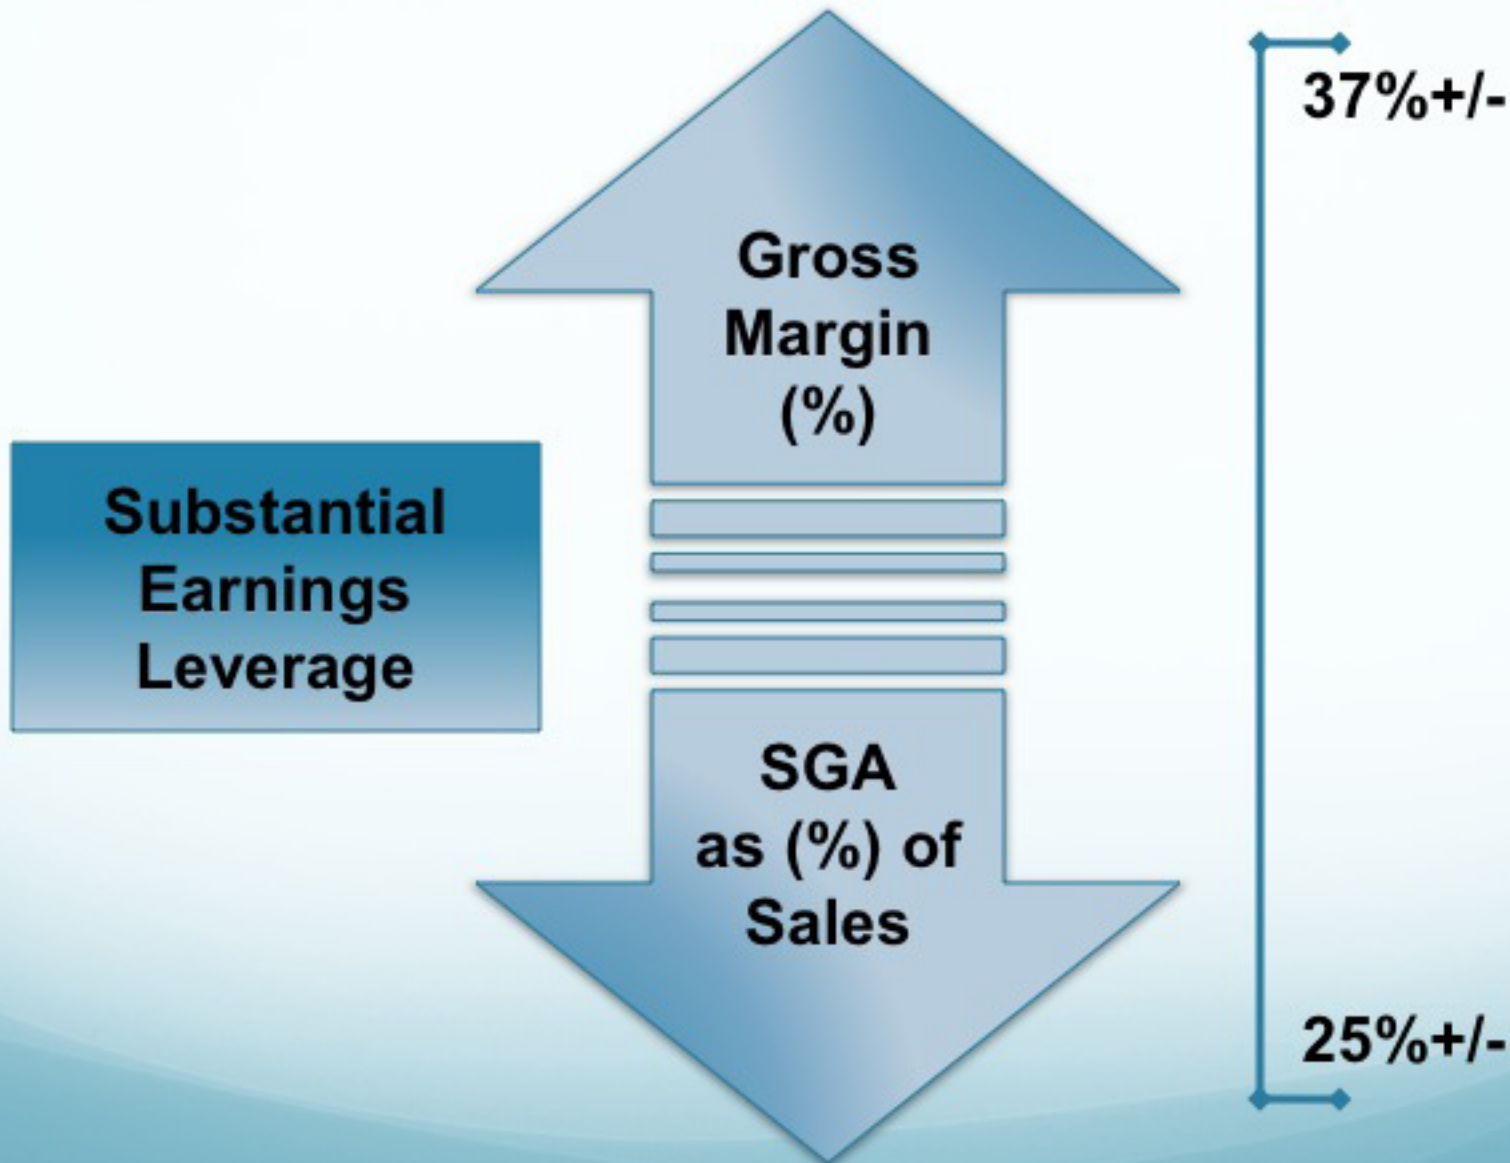 37%+/-
Gross
Margin
(%)
Substantial
Earnings
Leverage
SGA
as (%) of
Sales
25%+/-